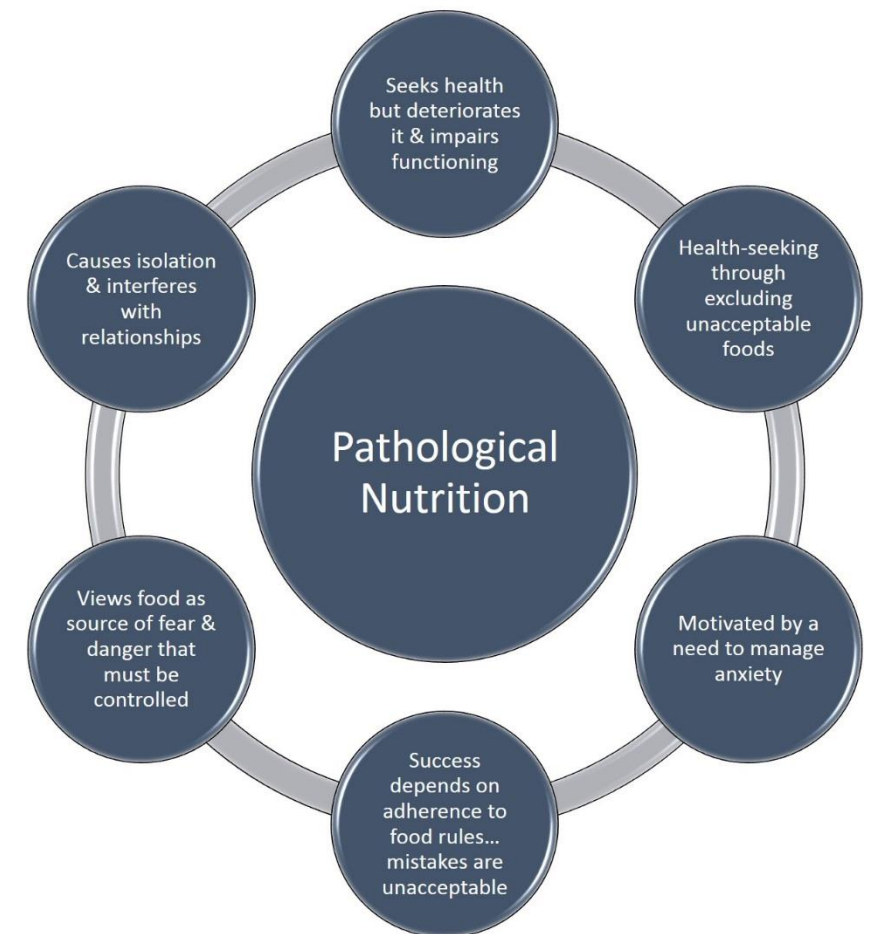 Seeks health
but deteriorates
it & impairs
functioning
Health-seeking
through
excluding
unacceptable
foods
Motivated by a
need to manage
anxiety
Success
depends on
adherence to
food rules...
mistakes are
unacceptable
Views food as
source of fear &
danger that
must be
controlled
Causes isolation
& interferes
with
relationships
Pathological
Nutrition